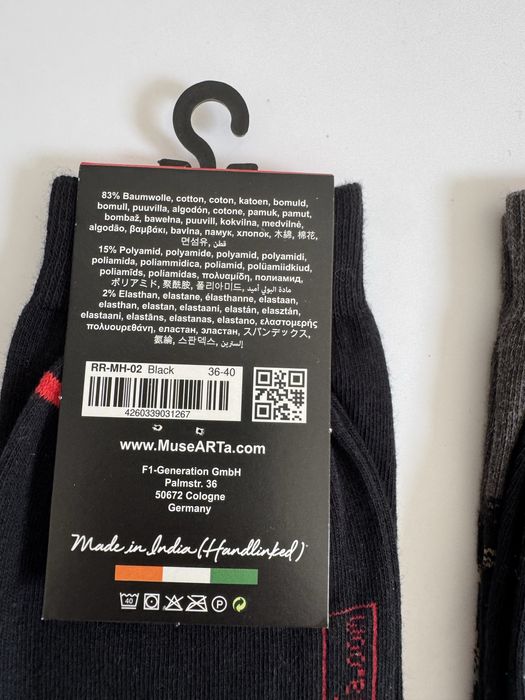 83% Baumwolle, cotton, coton, katoen, bomuld,
bomull, puuvilla, algodón, cotone, pamuk, pamut,
bombaž, bawełna, puuvill, kokvilna, medvilnė,
algodão, βαμβάκι, bavlna, памук, хлопок, 木綿, 棉花,
면섬유, قطن
15% Polyamid, polyamide, polyamid, polyamidi,
poliamida, poliammidica, poliamid, polüamiidkiud,
poliamīds, poliamidas, πολυαμίδη, полиамид,
ポリアミド, 聚酰胺, 폴리아미드, مادة البولي أميد
2% Elasthan, elastane, élasthanne, elastaan,
elasthan, elastan, elastaani, elastán, elasztán,
elastaani, elastāns, elastanas, elastano, ελαστομερής
πολυουρεθάνη, еластан, эластан, スパンデックス,
氨綸, 스판덱스, إلسترين
RR-MH-02 Black 36-40
4260339031267
www.MuseARTa.com
F1-Generation GmbH
Palmstr. 36
50672 Cologne
Germany
Made in India (Handlinked)
40
P